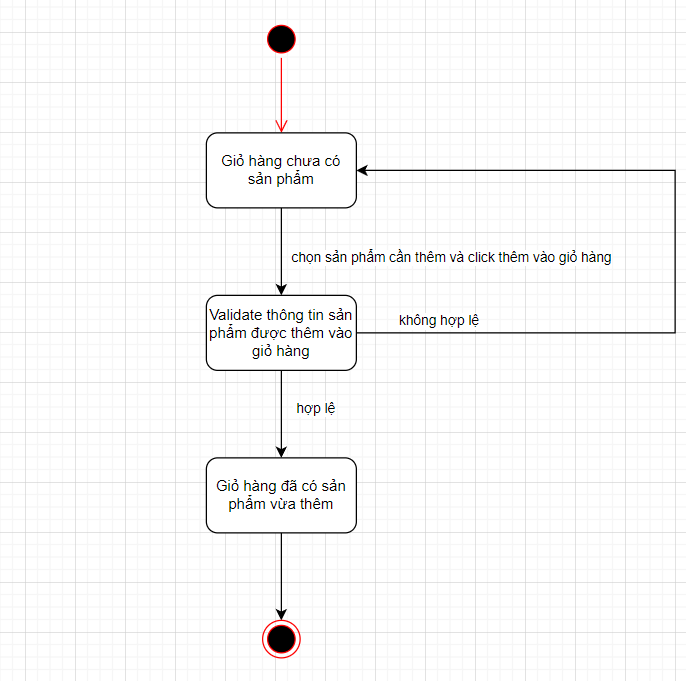 Giỏ hàng chưa có
sản phẩm
chọn sản phẩm cần thêm và click thêm vào giỏ hàng
Validate thông tin sản
phẩm được thêm vào
giỏ hàng
không hợp lệ
hợp lệ
Giỏ hàng đã có sản
phẩm vừa thêm